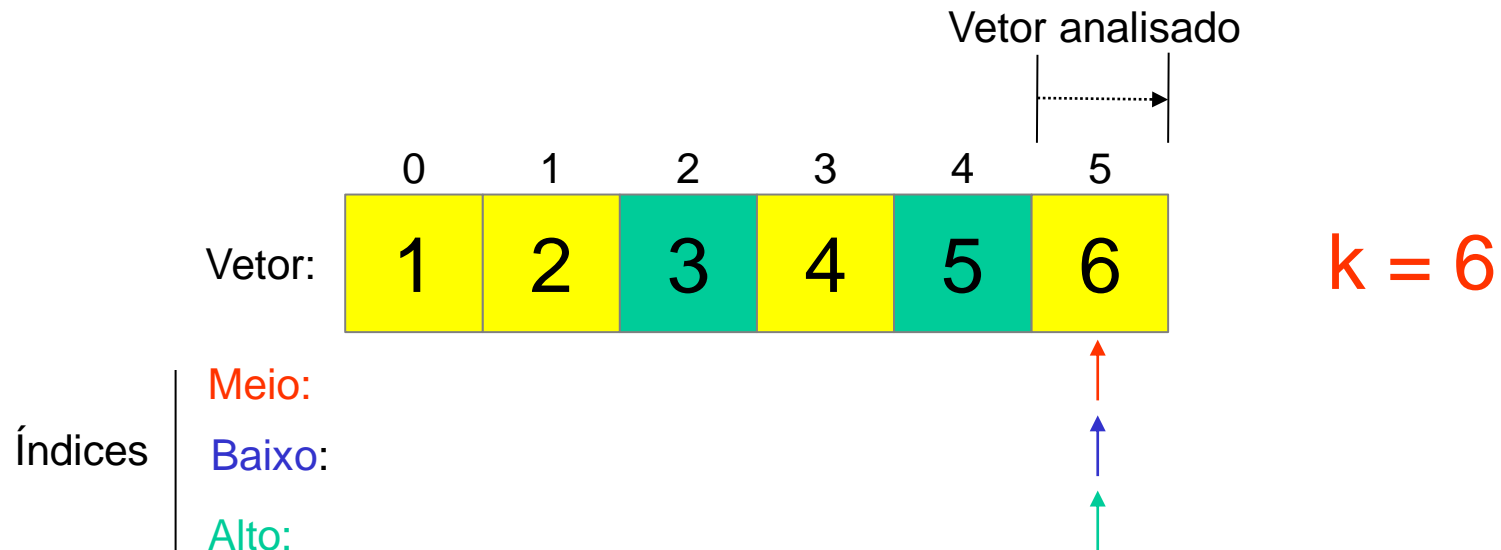 Vetor analisado
0 1 2 3 4 5
Vetor: 1 2 3 4 5 6 k = 6
Meio:
Índices Baixo:
Alto: